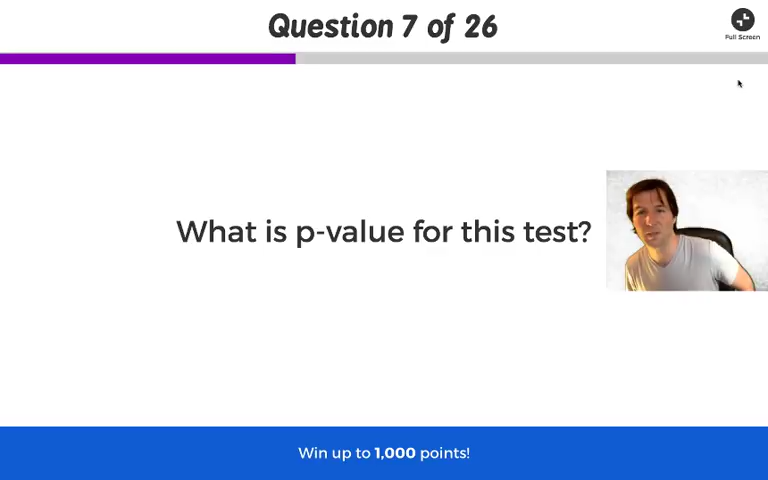 Question 7 of 26
Full Screen
What is p-value for this test?
Win up to 1,000 points!